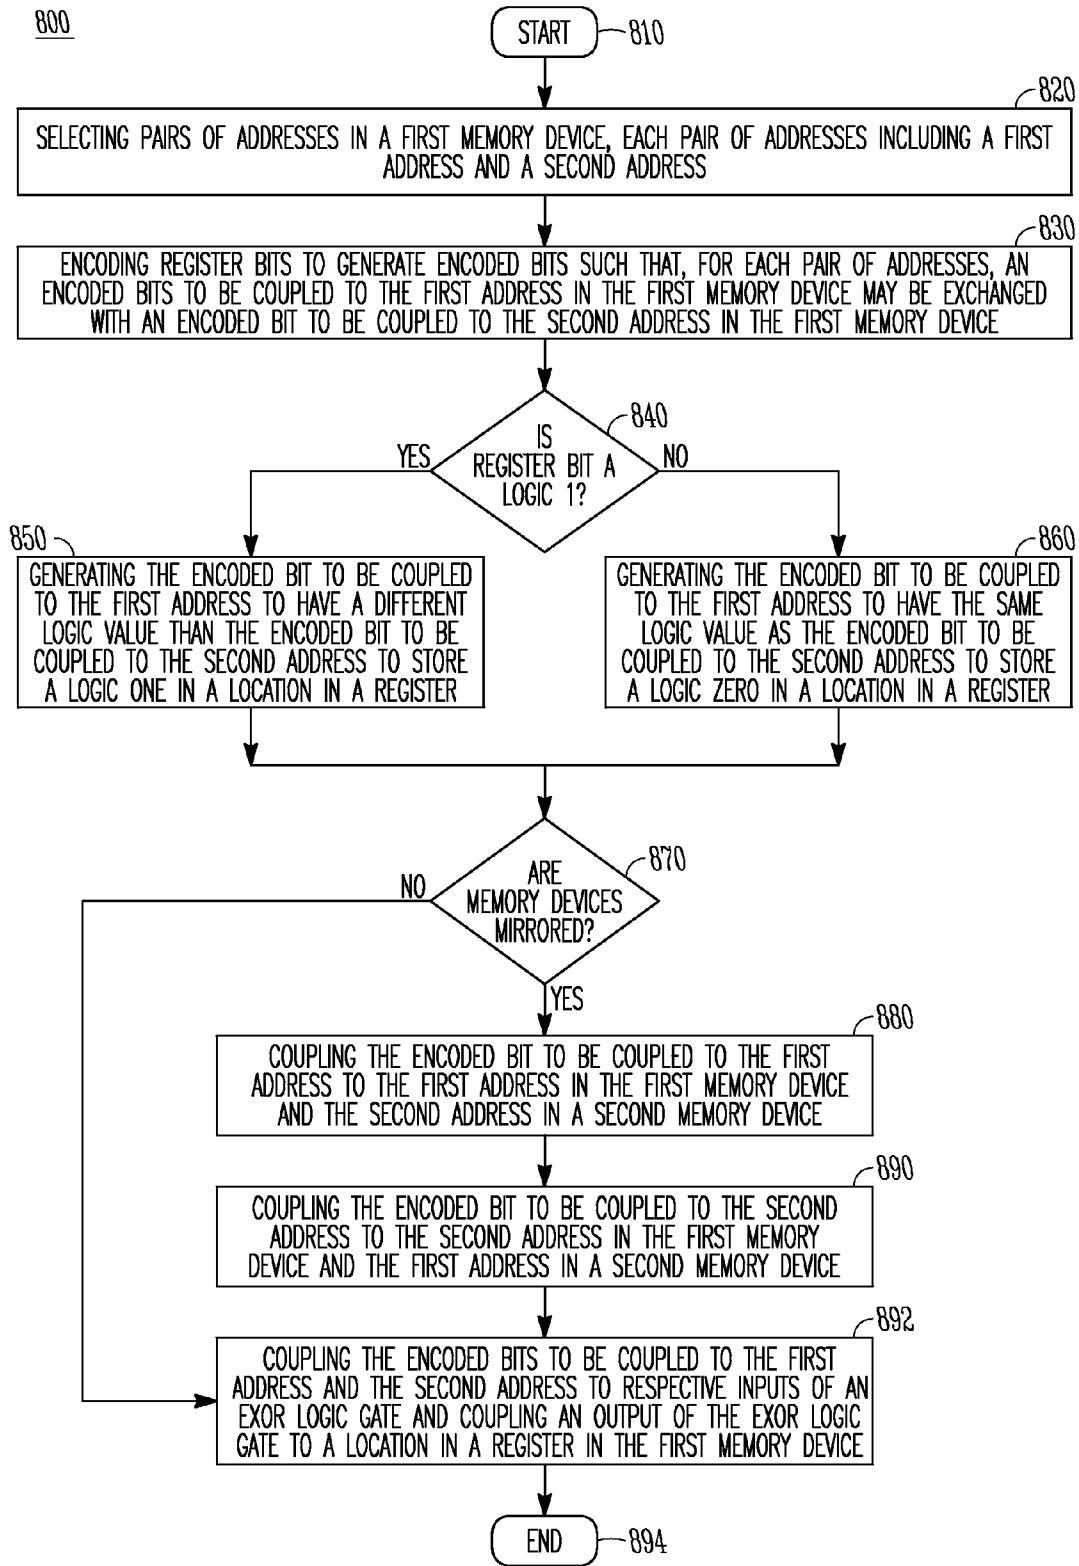 800
START
810
820
SELECTING PAIRS OF ADDRESSES IN A FIRST MEMORY DEVICE, EACH PAIR OF ADDRESSES INCLUDING A FIRST
ADDRESS AND A SECOND ADDRESS
830
ENCODING REGISTER BITS TO GENERATE ENCODED BITS SUCH THAT, FOR EACH PAIR OF ADDRESSES, AN
ENCODED BITS TO BE COUPLED TO THE FIRST ADDRESS IN THE FIRST MEMORY DEVICE MAY BE EXCHANGED
WITH AN ENCODED BIT TO BE COUPLED TO THE SECOND ADDRESS IN THE FIRST MEMORY DEVICE
840
IS
REGISTER BIT A
LOGIC 1?
YES
NO
850
GENERATING THE ENCODED BIT TO BE COUPLED
TO THE FIRST ADDRESS TO HAVE A DIFFERENT
LOGIC VALUE THAN THE ENCODED BIT TO BE
COUPLED TO THE SECOND ADDRESS TO STORE
A LOGIC ONE IN A LOCATION IN A REGISTER
860
GENERATING THE ENCODED BIT TO BE COUPLED
TO THE FIRST ADDRESS TO HAVE THE SAME
LOGIC VALUE AS THE ENCODED BIT TO BE
COUPLED TO THE SECOND ADDRESS TO STORE
A LOGIC ZERO IN A LOCATION IN A REGISTER
870
ARE
MEMORY DEVICES
MIRRORED?
NO
YES
880
COUPLING THE ENCODED BIT TO BE COUPLED TO THE FIRST
ADDRESS TO THE FIRST ADDRESS IN THE FIRST MEMORY DEVICE
AND THE SECOND ADDRESS IN A SECOND MEMORY DEVICE
890
COUPLING THE ENCODED BIT TO BE COUPLED TO THE SECOND
ADDRESS TO THE SECOND ADDRESS IN THE FIRST MEMORY
DEVICE AND THE FIRST ADDRESS IN A SECOND MEMORY DEVICE
892
COUPLING THE ENCODED BITS TO BE COUPLED TO THE FIRST
ADDRESS AND THE SECOND ADDRESS TO RESPECTIVE INPUTS OF AN
EXOR LOGIC GATE AND COUPLING AN OUTPUT OF THE EXOR LOGIC
GATE TO A LOCATION IN A REGISTER IN THE FIRST MEMORY DEVICE
END
894